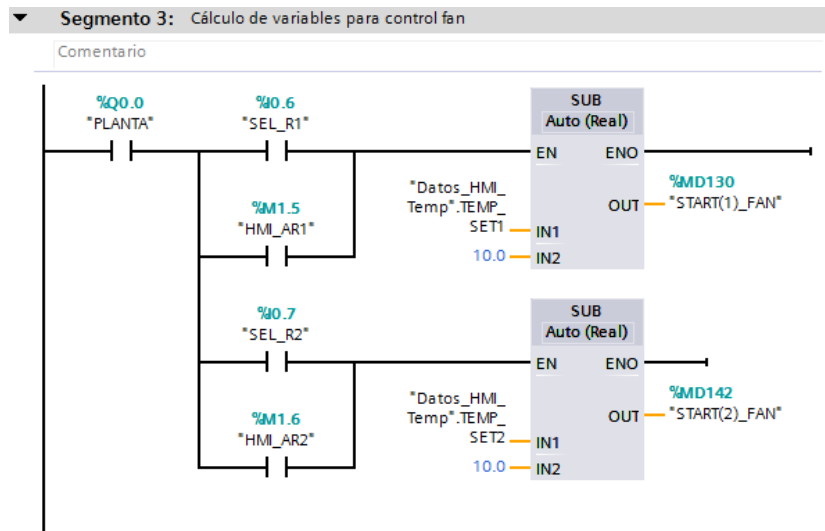 Segmento 3: Cálculo de variables para control fan
Comentario
%Q0.0
"PLANTA"
%I0.6
"SEL_R1"
%M1.5
"HMI_AR1"
SUB
Auto (Real)
EN ENO
"Datos_HMI_
Temp".TEMP_
SET1
IN1
10.0
IN2
OUT
%MD130
"START(1)_FAN"
%I0.7
"SEL_R2"
%M1.6
"HMI_AR2"
SUB
Auto (Real)
EN ENO
"Datos_HMI_
Temp".TEMP_
SET2
IN1
10.0
IN2
OUT
%MD142
"START(2)_FAN"